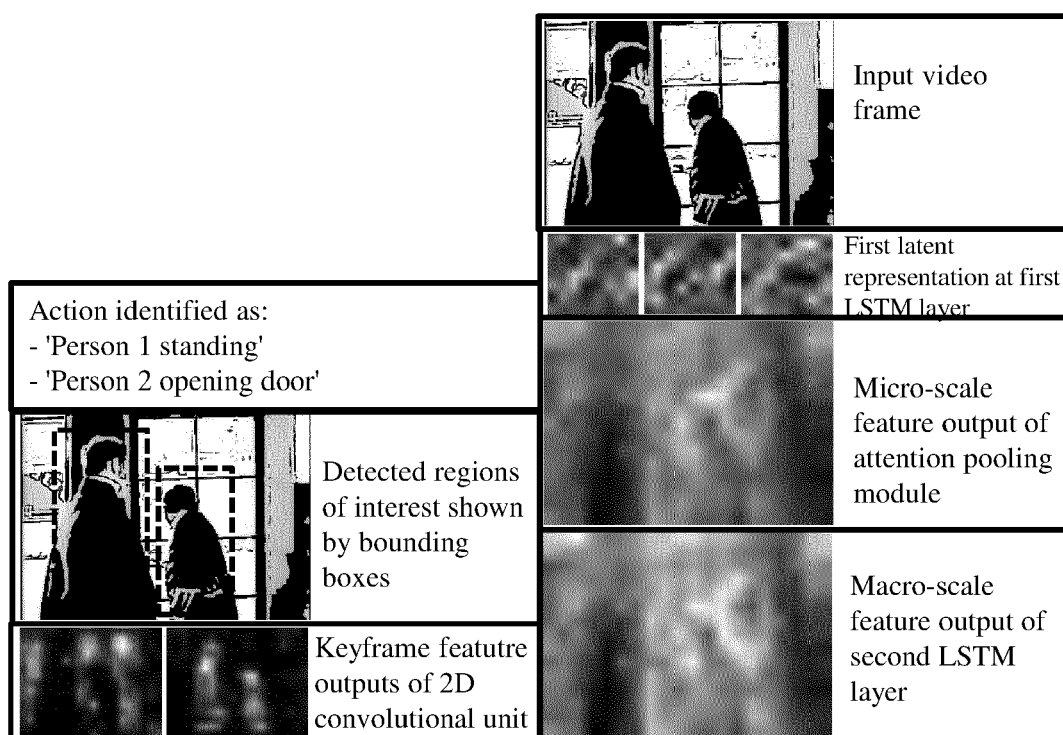 Input video
frame
First latent
representation at first
LSTM layer
Micro-scale
feature output of
attention pooling
module
Macro-scale
feature output of
second LSTM
layer
Action identified as:
- 'Person 1 standing'
- 'Person 2 opening door'
Detected regions
of interest shown
by bounding
boxes
Keyframe featutre
outputs of 2D
convolutional unit